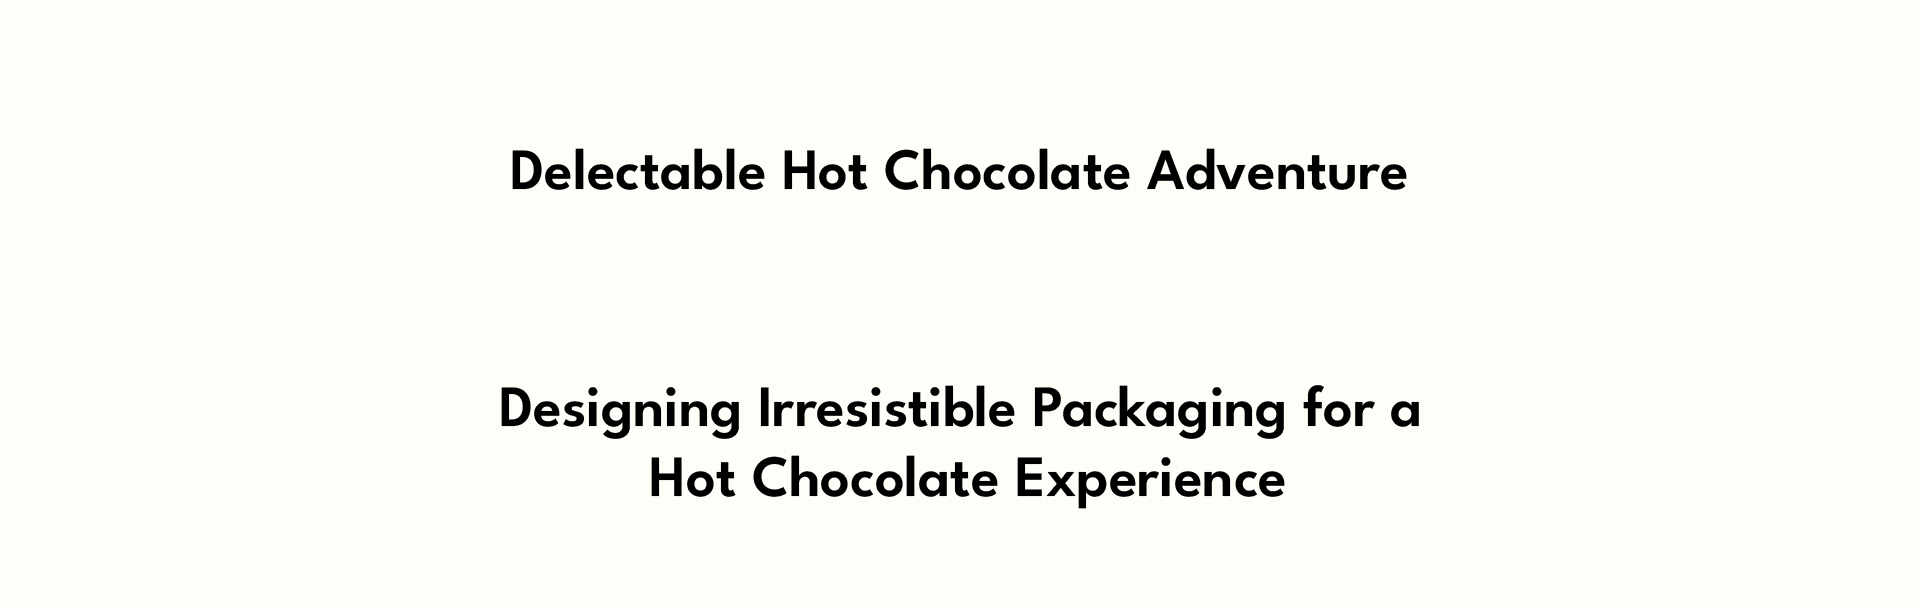 Delectable Hot Chocolate Adventure
Designing Irresistible Packaging for a
Hot Chocolate Experience